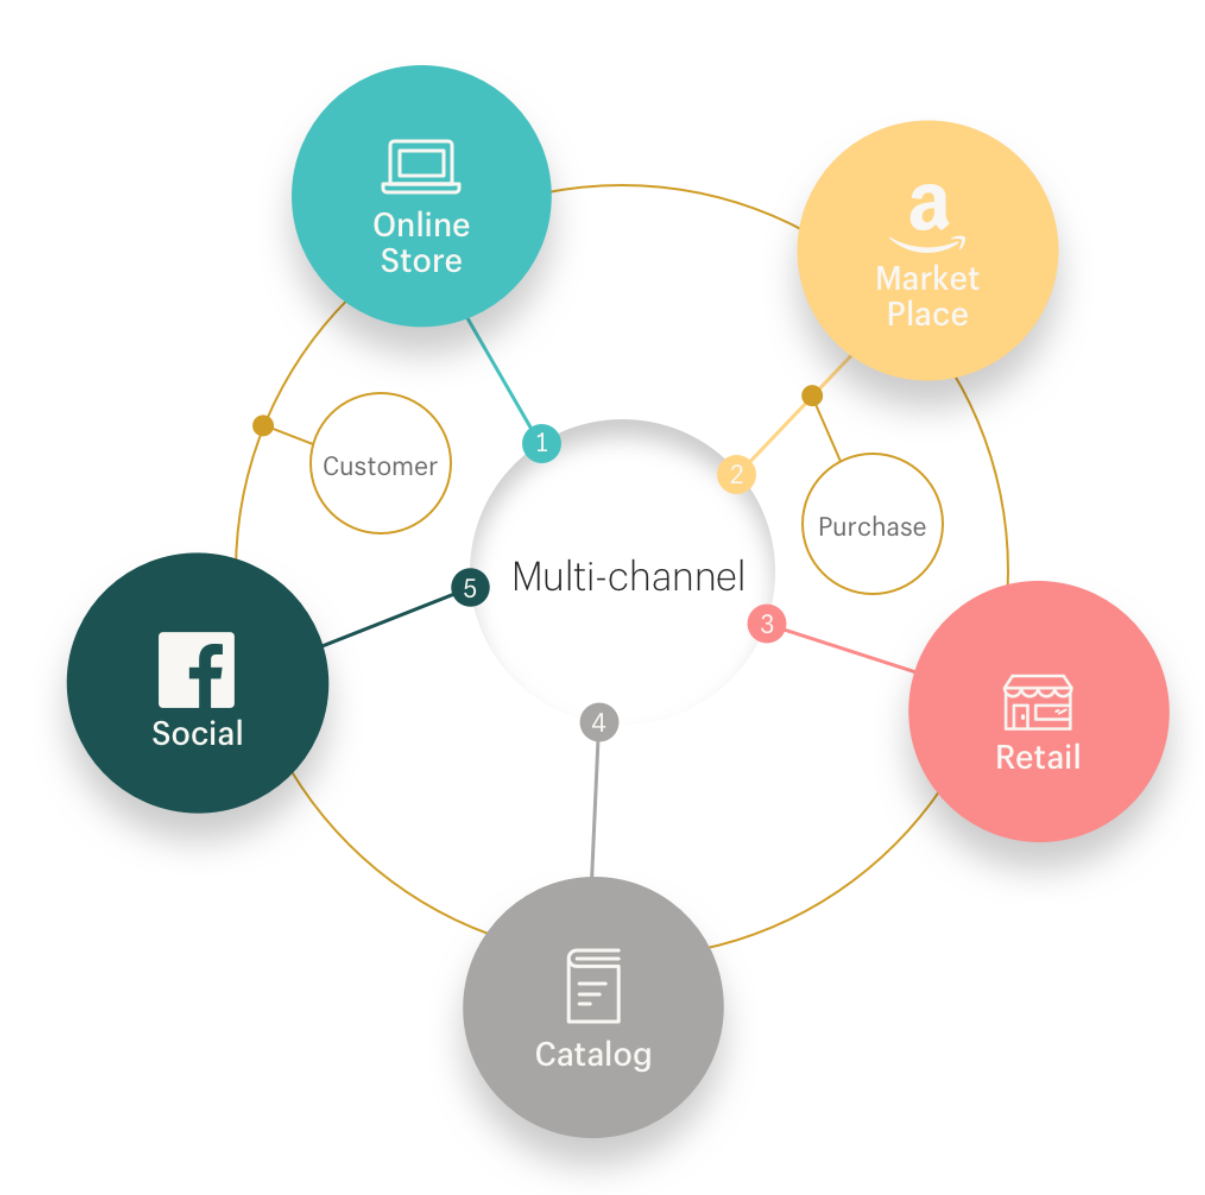 Online
Store
a
Market
Place
1
2
Customer
Purchase
Multi-channel
5
3
f
Social
4
Retail
Catalog